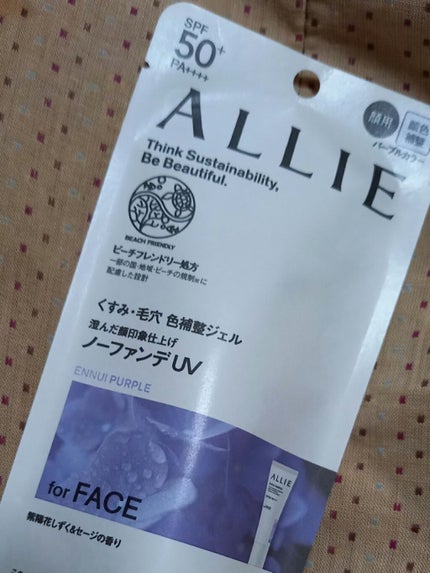 SPF
50+
PA++++
ALLIE
顔用
顔色
補整
パープルカラー
Think Sustainability,
Be Beautiful.
BEACH FRIENDLY
ビーチフレンドリー処方
一部の国・地域・ビーチの規制※に
配慮した設計
くすみ・毛穴 色補整ジェル
澄んだ顔印象仕上げ
ノーファンデUV
ENNUI PURPLE
ALLIE
for FACE
紫陽花しずく&セージの香り